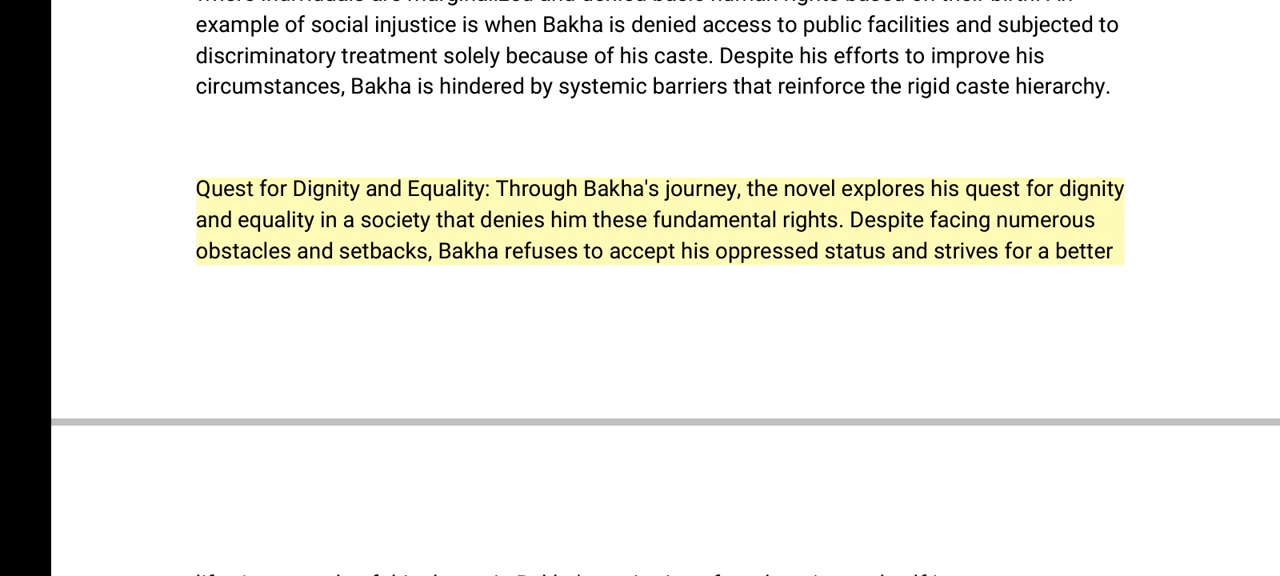 example of social injustice is when Bakha is denied access to public facilities and subjected to
discriminatory treatment solely because of his caste. Despite his efforts to improve his
circumstances, Bakha is hindered by systemic barriers that reinforce the rigid caste hierarchy.
Quest for Dignity and Equality: Through Bakha's journey, the novel explores his quest for dignity
and equality in a society that denies him these fundamental rights. Despite facing numerous
obstacles and setbacks, Bakha refuses to accept his oppressed status and strives for a better